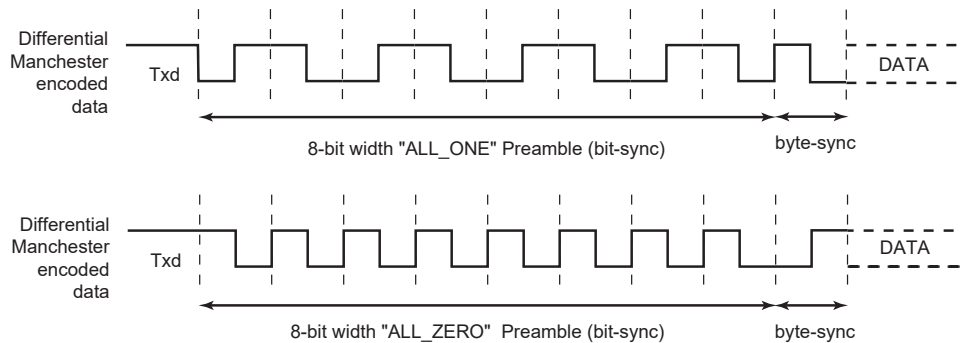 Differential
Manchester
encoded
data
Txd
DATA
8-bit width "ALL_ONE" Preamble (bit-sync)
byte-sync
Differential
Manchester
encoded
data
Txd
DATA
8-bit width "ALL_ZERO" Preamble (bit-sync)
byte-sync